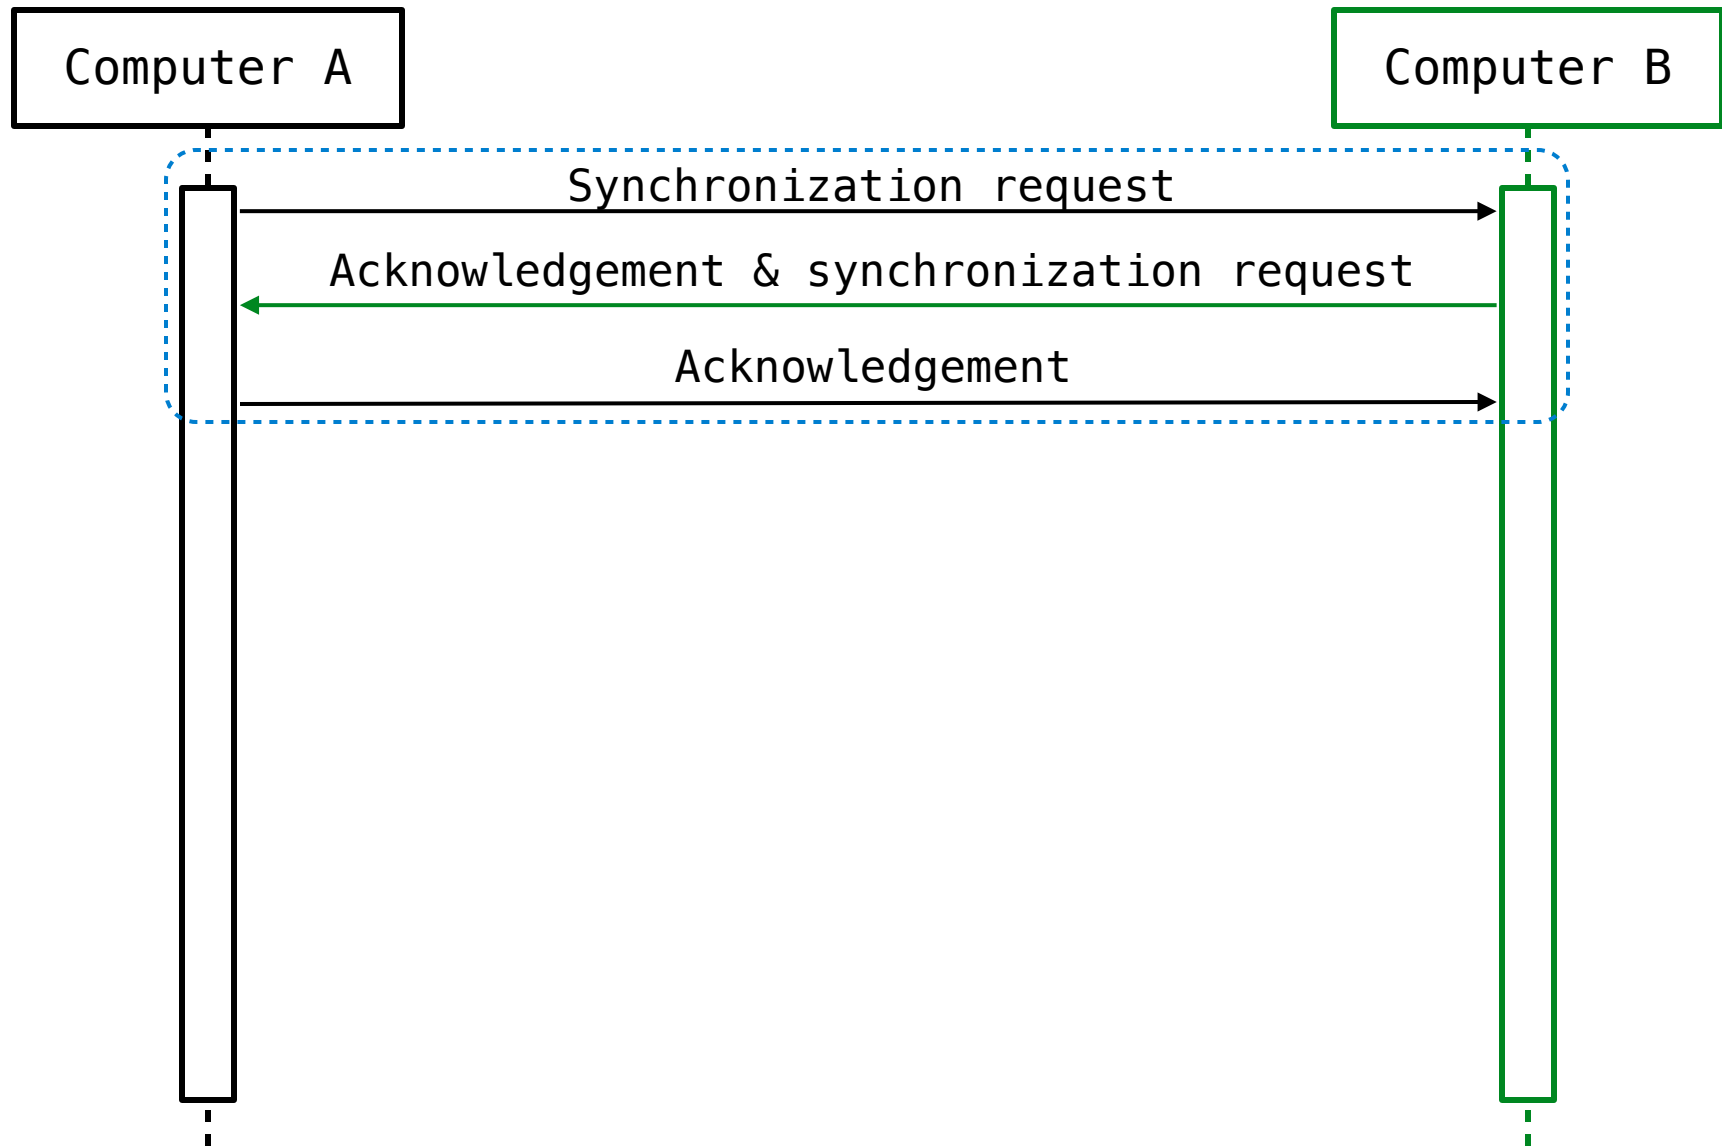 Computer A
Computer B
Synchronization request
Acknowledgement & synchronization request
Acknowledgement